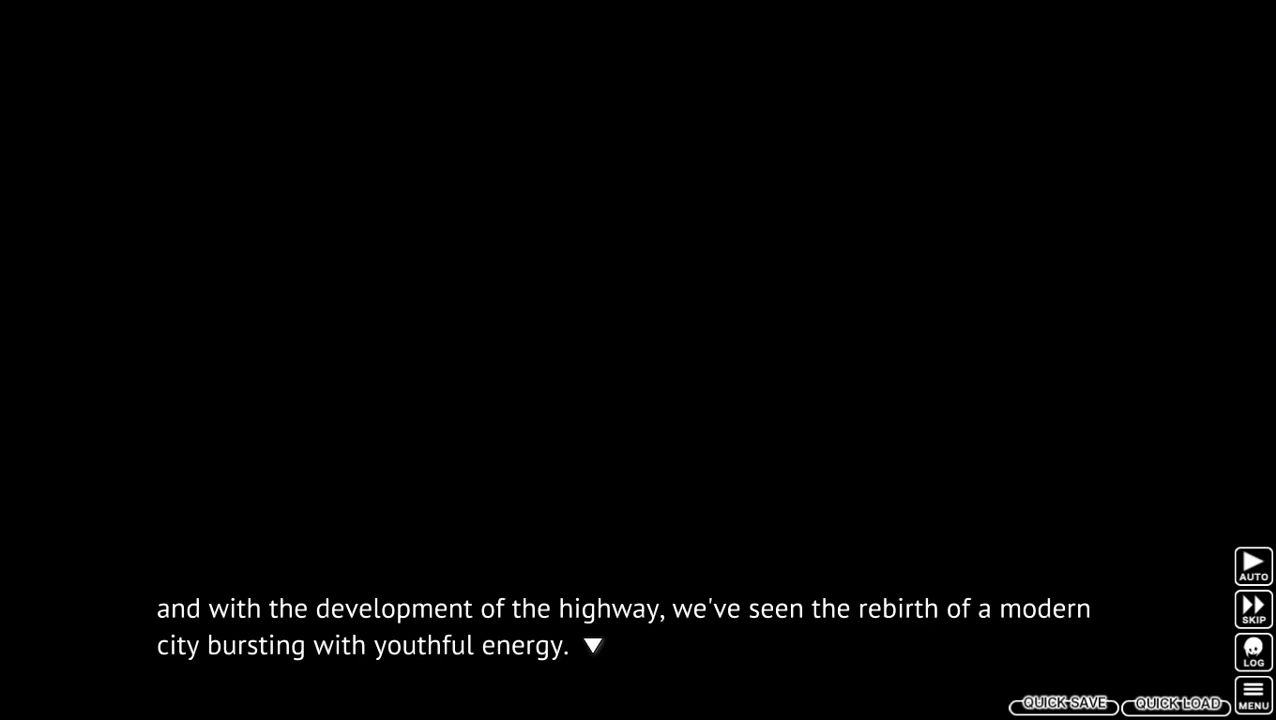 and with the development of the highway, we've seen the rebirth of a modern
city bursting with youthful energy.
AUTO
SKIP
LOG
MENU
QUICK SAVE QUICK LOAD